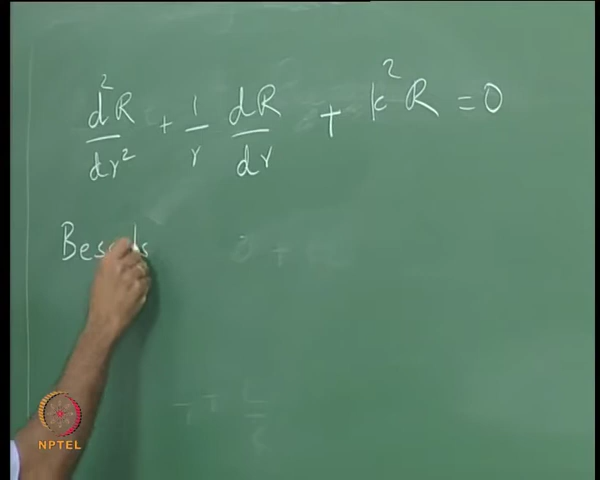 d²R/dr² + 1/r dR/dr + k²R = 0
Bessels
NPTEL